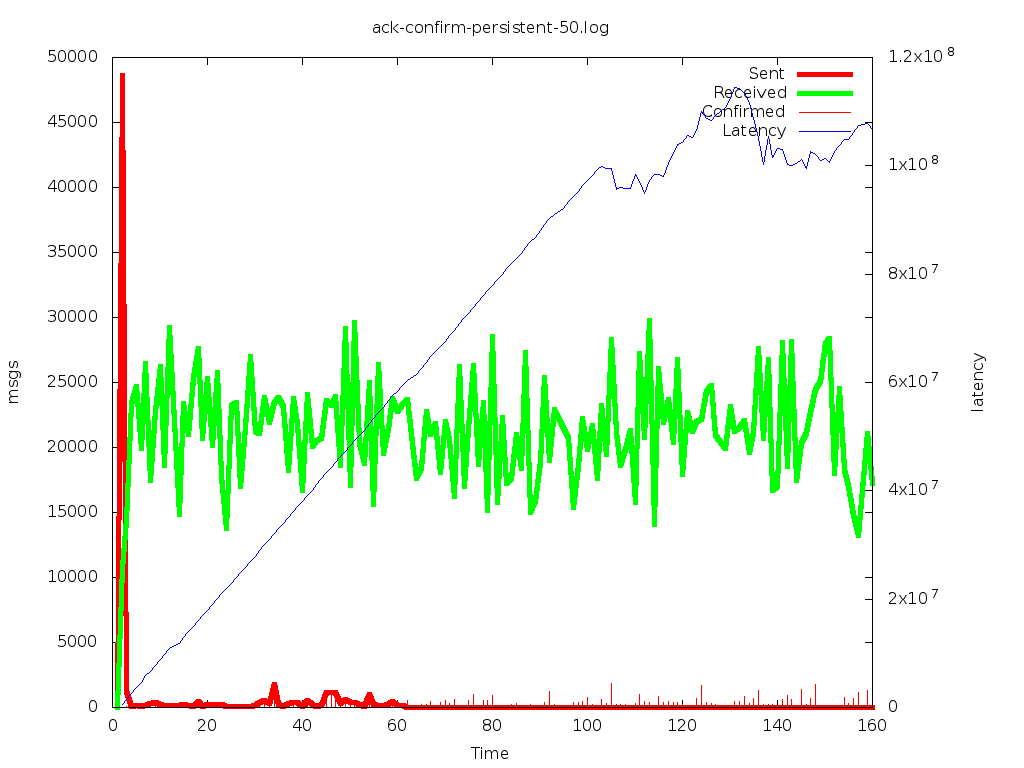 ack-confirm-persistent-50.log
50000
45000
40000
35000
30000
25000
20000
15000
10000
5000
0
msgs
1.2x10^8
1x10^8
8x10^7
6x10^7
4x10^7
2x10^7
0
latency
Sent
Received
Confirmed
Latency
0 20 40 60 80 100 120 140 160
Time